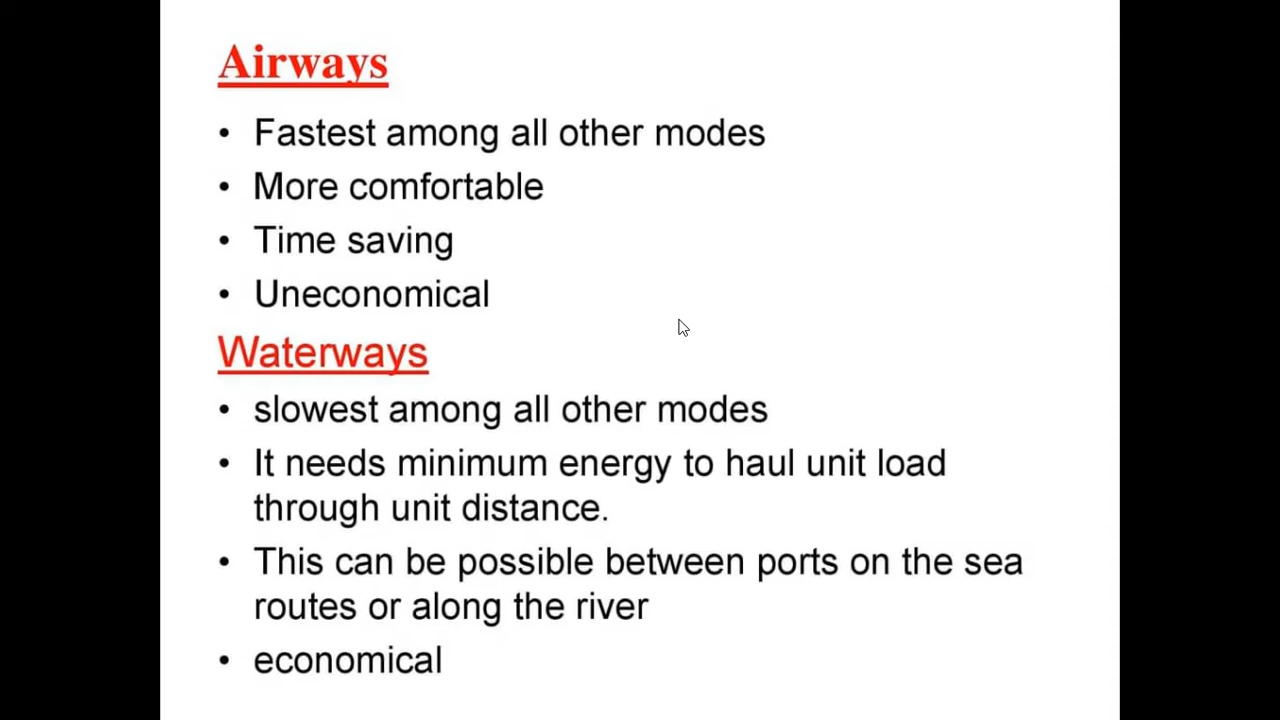 Airways
• Fastest among all other modes
• More comfortable
• Time saving
• Uneconomical
Waterways
• slowest among all other modes
• It needs minimum energy to haul unit load
through unit distance.
• This can be possible between ports on the sea
routes or along the river
• economical